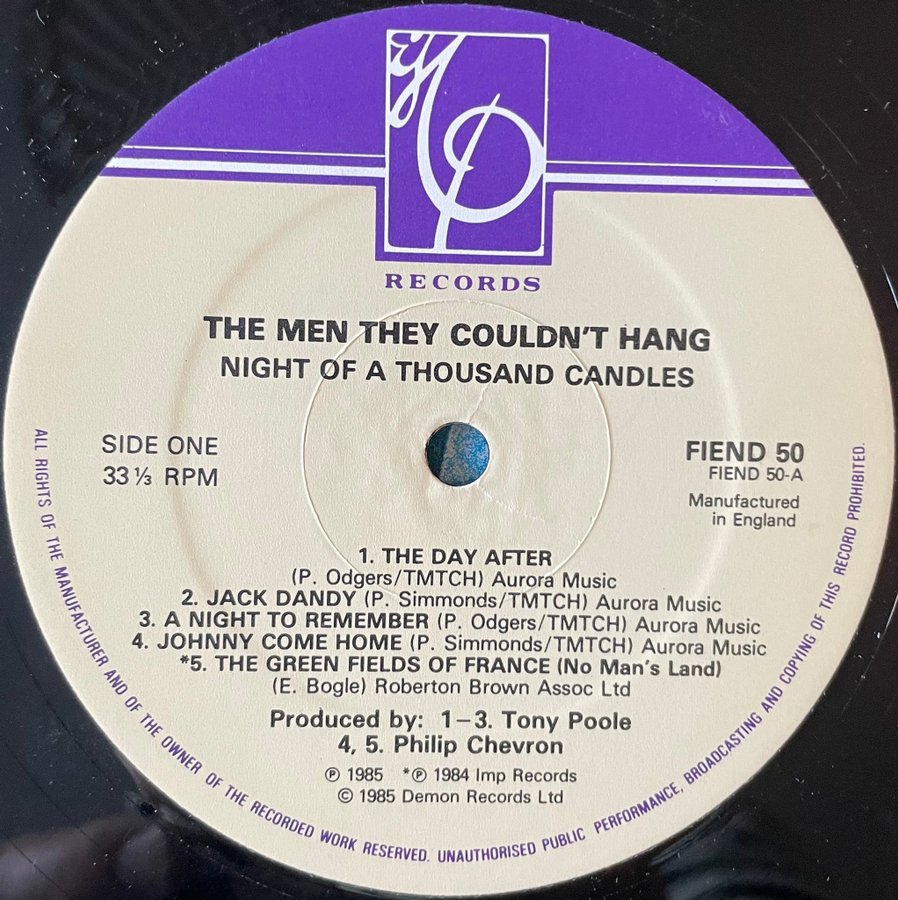 RECORDS
THE MEN THEY COULDN'T HANG
NIGHT OF A THOUSAND CANDLES
SIDE ONE
33⅓ RPM
FIEND 50
FIEND 50-A
Manufactured
in England
1. THE DAY AFTER
(P. Odgers/TMTCH) Aurora Music
2. JACK DANDY (P. Simmonds/TMTCH) Aurora Music
3. A NIGHT TO REMEMBER (P. Odgers/TMTCH) Aurora Music
4. JOHNNY COME HOME (P. Simmonds/TMTCH) Aurora Music
*5. THE GREEN FIELDS OF FRANCE (No Man's Land)
(E. Bogle) Roberton Brown Assoc Ltd
Produced by: 1–3. Tony Poole
4, 5. Philip Chevron
℗ 1985 *℗ 1984 Imp Records
© 1985 Demon Records Ltd
ALL RIGHTS OF THE MANUFACTURER AND OF THE OWNER OF THE RECORDED WORK RESERVED. UNAUTHORISED PUBLIC PERFORMANCE, BROADCASTING AND COPYING OF THIS RECORD PROHIBITED.